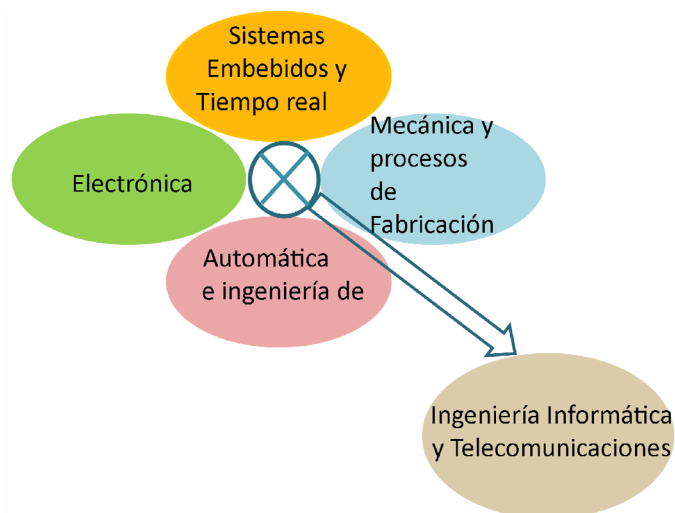 Sistemas
Embebidos y
Tiempo real
Mecánica y
procesos
de
Fabricación
Electrónica
Automática
e ingeniería de
Ingeniería Informática
y Telecomunicaciones